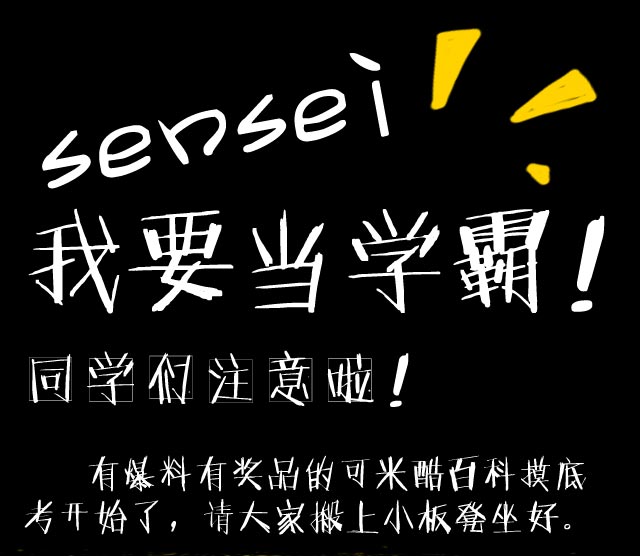 sensei
我要当学霸!
同学们注意啦!
有爆料有奖品的可米酷百科摸底
考开始了，请大家搬上小板凳坐好。